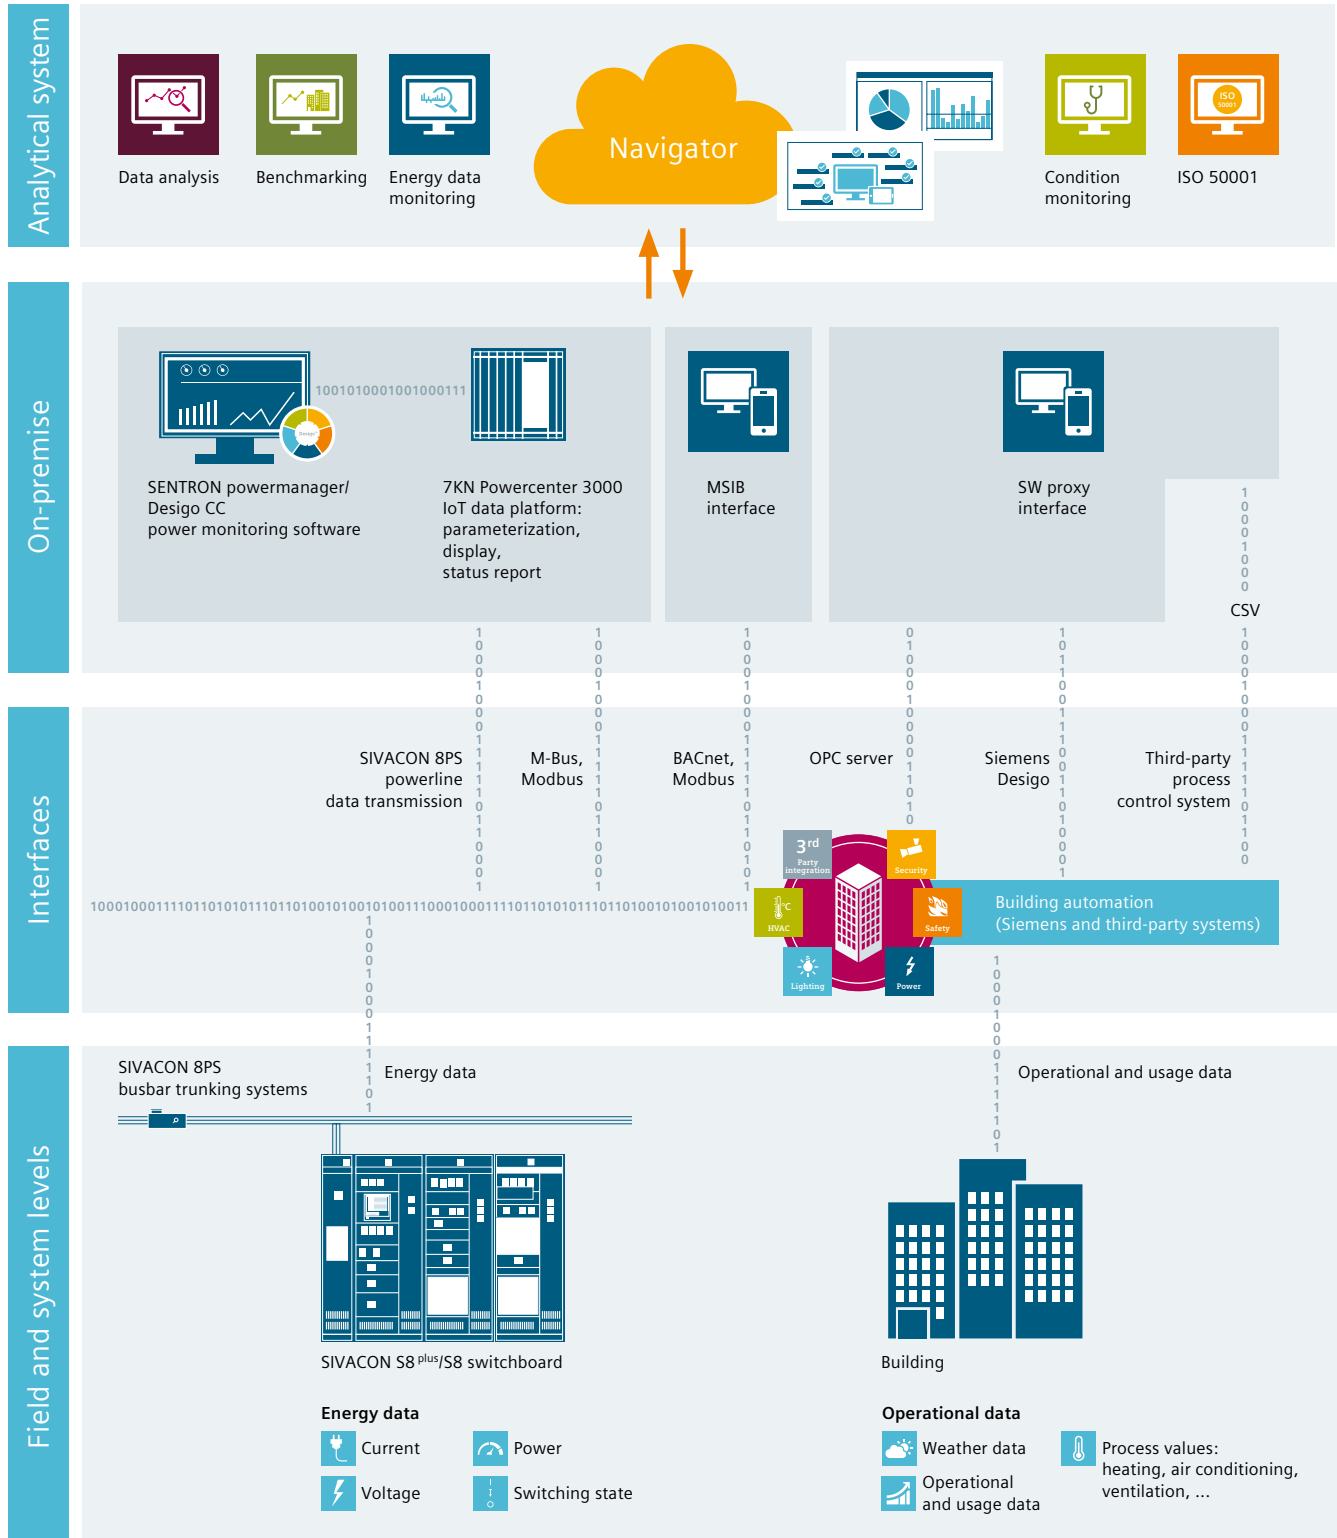 Analytical system
Data analysis
Benchmarking
Energy data
monitoring
Navigator
Condition
monitoring
ISO
50001
ISO 50001
On-premise
1001010001001000111
SENTRON powermanager/
Desigo CC
power monitoring software
7KN Powercenter 3000
IoT data platform:
parameterization,
display,
status report
MSIB
interface
SW proxy
interface
10001000
CSV
Interfaces
SIVACON 8PS
powerline
data transmission
M-Bus,
Modbus
BACnet,
Modbus
OPC server
Siemens
Desigo
Third-party
process
control system
3rd
Party
integration
Security
°C
HVAC
Safety
Lighting
Power
Building automation
(Siemens and third-party systems)
Field and system levels
SIVACON 8PS
busbar trunking systems
Energy data
Operational and usage data
SIVACON S8 plus/S8 switchboard
Building
Energy data
Current
Power
Voltage
Switching state
Operational data
Weather data
Process values:
heating, air conditioning,
ventilation, ...
Operational
and usage data